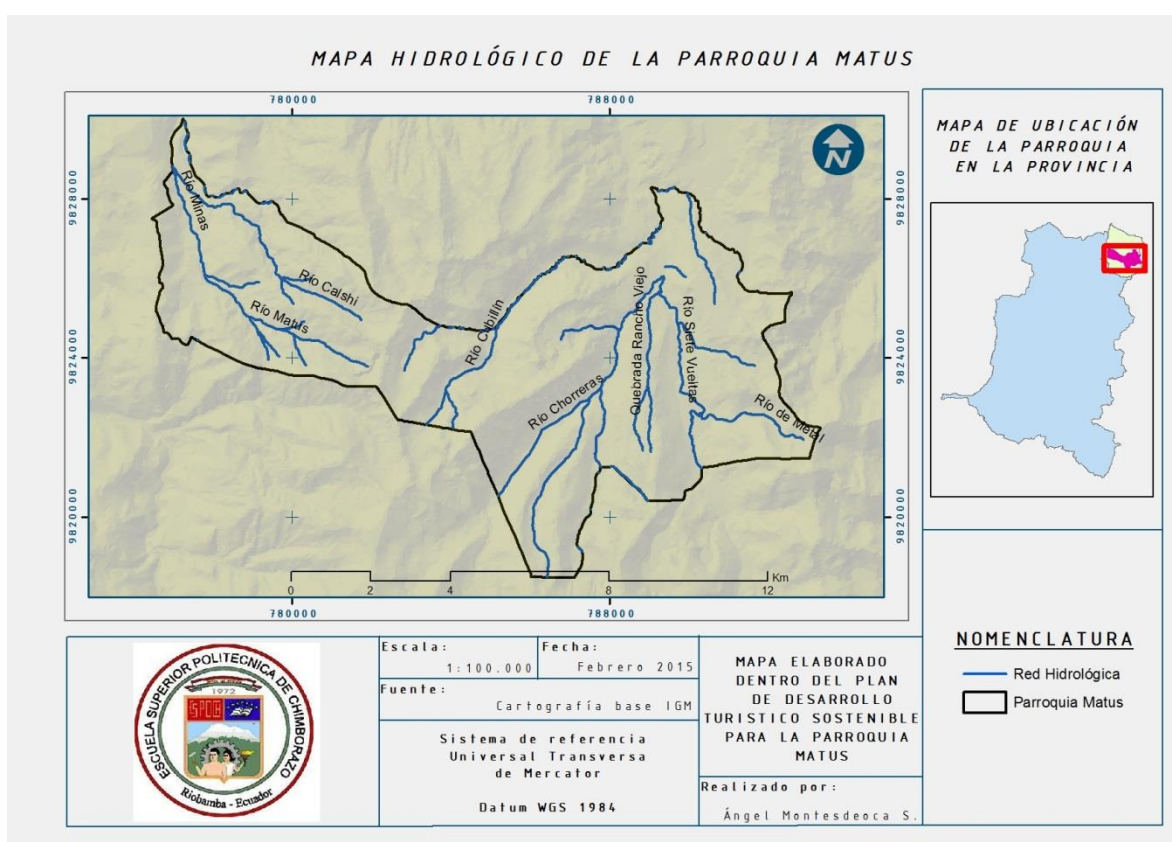 MAPA HIDROLÓGICO DE LA PARROQUIA MATUS
780000
788000
9828000
9828000
9824000
9824000
9820000
9820000
N
Río Minas
Río Calshi
Río Matus
Río Cubillín
Río Chorreras
Quebrada Rancho Viejo
Río Siete Vueltas
Río de Metal
Km
0
2
4
8
12
780000
788000
MAPA DE UBICACIÓN
DE LA PARROQUIA
EN LA PROVINCIA
NOMENCLATURA
Red Hidrológica
Parroquia Matus
ESCUELA SUPERIOR POLITECNICA DE CHIMBORAZO
1972
Riobamba - Ecuador
Escala:
1:100.000
Fecha:
Febrero 2015
Fuente:
Cartografía base IGM
Sistema de referencia
Universal Transversa
de Mercator
Datum WGS 1984
MAPA ELABORADO
DENTRO DEL PLAN
DE DESARROLLO
TURISTICO SOSTENIBLE
PARA LA PARROQUIA
MATUS
Realizado por:
Ángel Montesdeoca S.